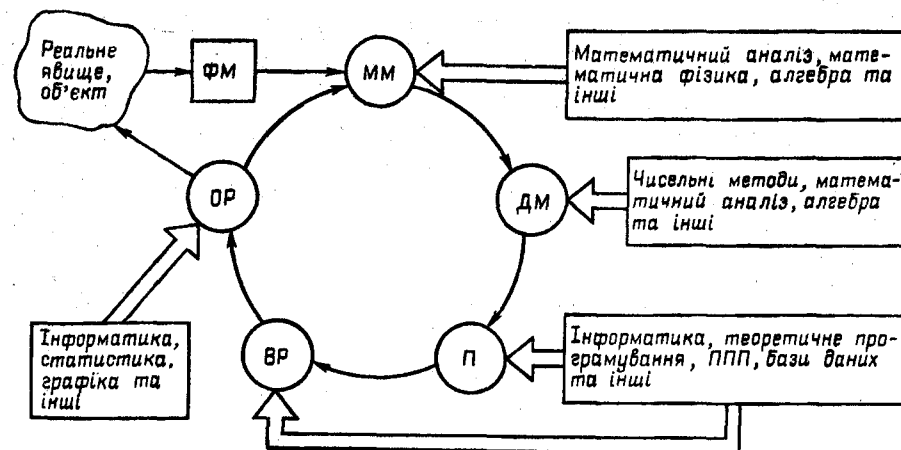 Реальне
явище,
об'єкт
ФМ
ММ
Математичний аналіз, мате-
матична фізика, алгебра та
інші
ОР
ДМ
Чисельні методи, матема-
тичний аналіз, алгебра
та інші
Інформатика,
статистика,
графіка та
інші
ВР
П
Інформатика, теоретичне про-
грамування, ППП, бази даних
та інші